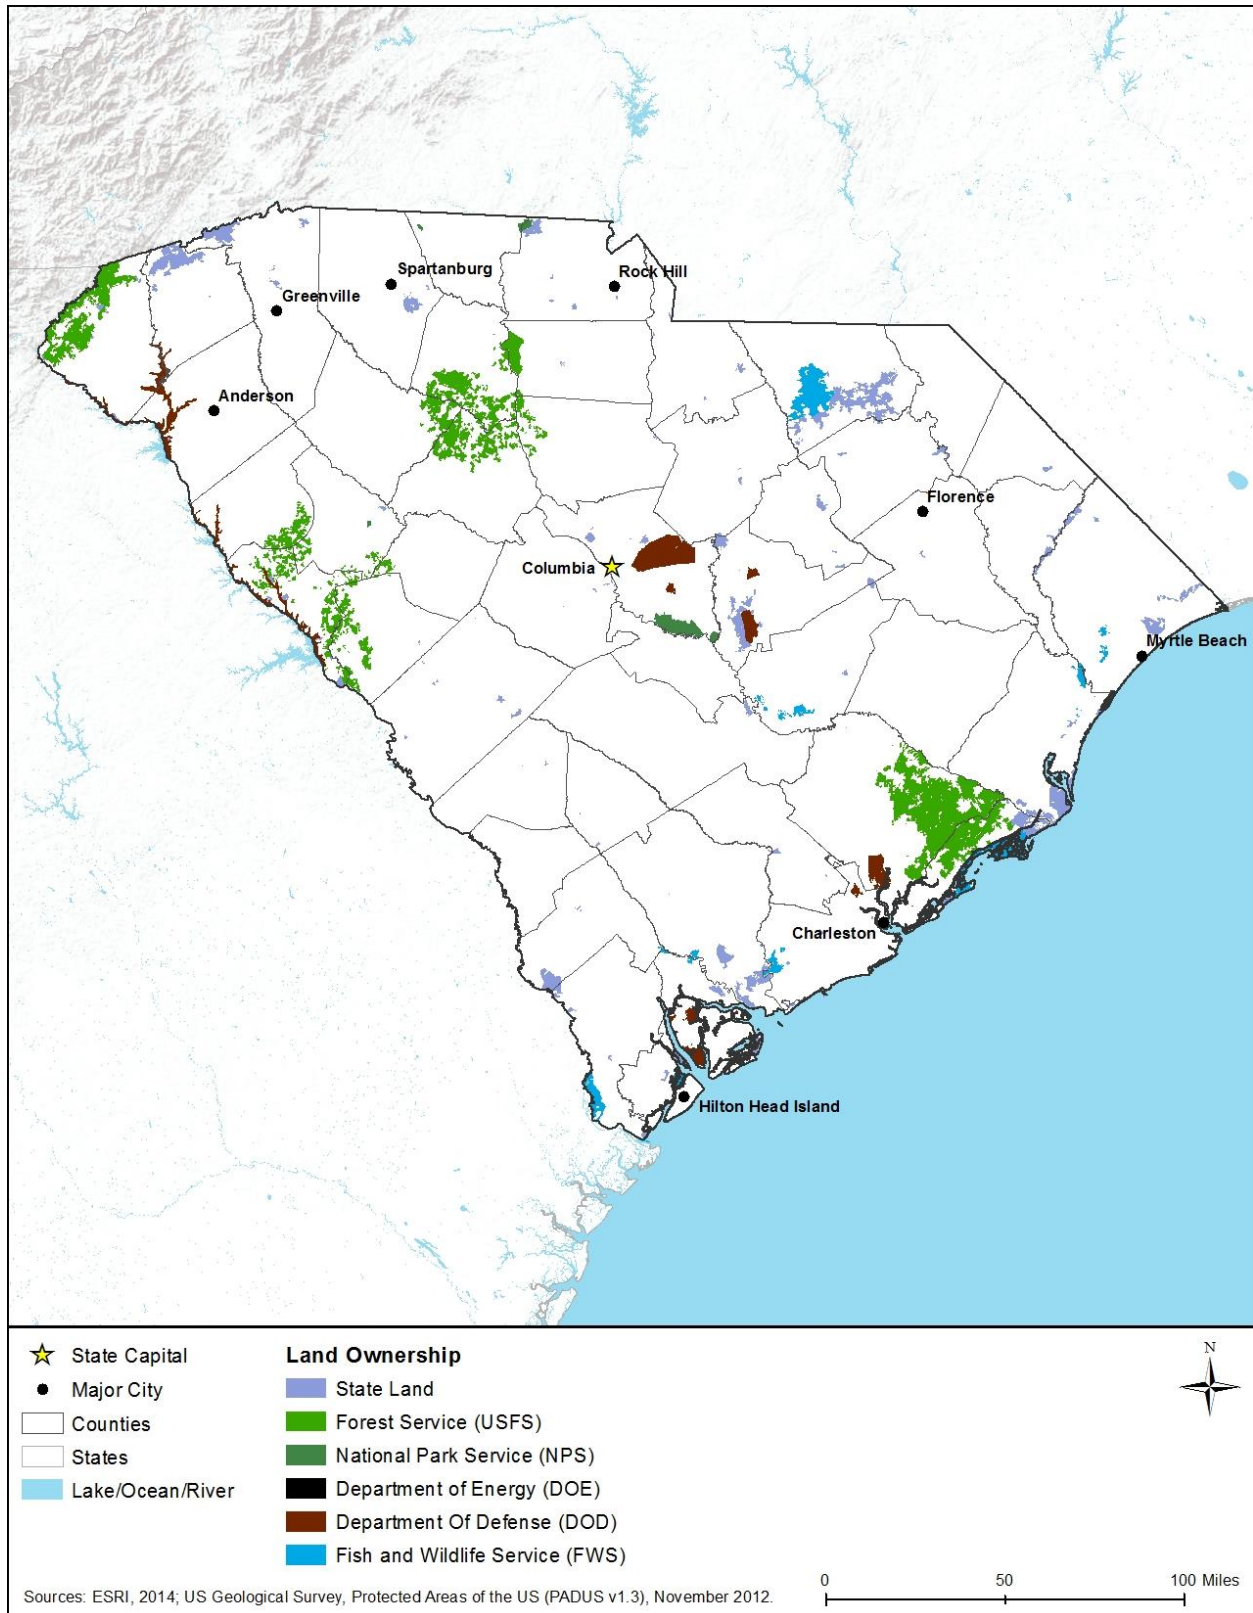 Spartanburg
Rock Hill
Greenville
Anderson
Florence
Columbia
Myrtle Beach
Charleston
Hilton Head Island
State Capital
Major City
Counties
States
Lake/Ocean/River
Land Ownership
State Land
Forest Service (USFS)
National Park Service (NPS)
Department of Energy (DOE)
Department Of Defense (DOD)
Fish and Wildlife Service (FWS)
N
0 50 100 Miles
Sources: ESRI, 2014; US Geological Survey, Protected Areas of the US (PADUS v1.3), November 2012.